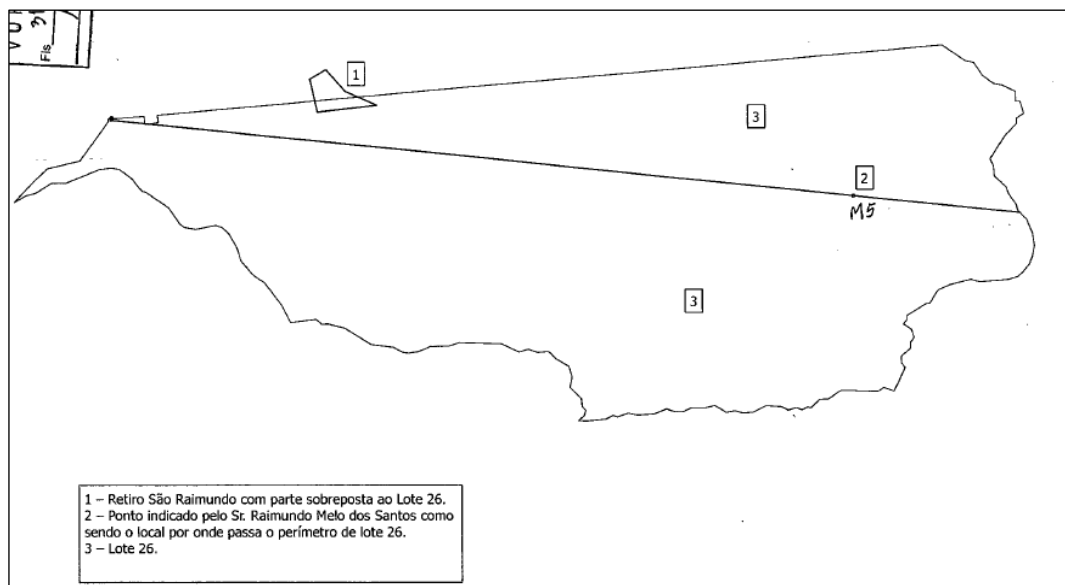 Fls
1
3
2
M5
3
1 – Retiro São Raimundo com parte sobreposta ao Lote 26.
2 – Ponto indicado pelo Sr. Raimundo Melo dos Santos como
sendo o local por onde passa o perímetro de lote 26.
3 – Lote 26.